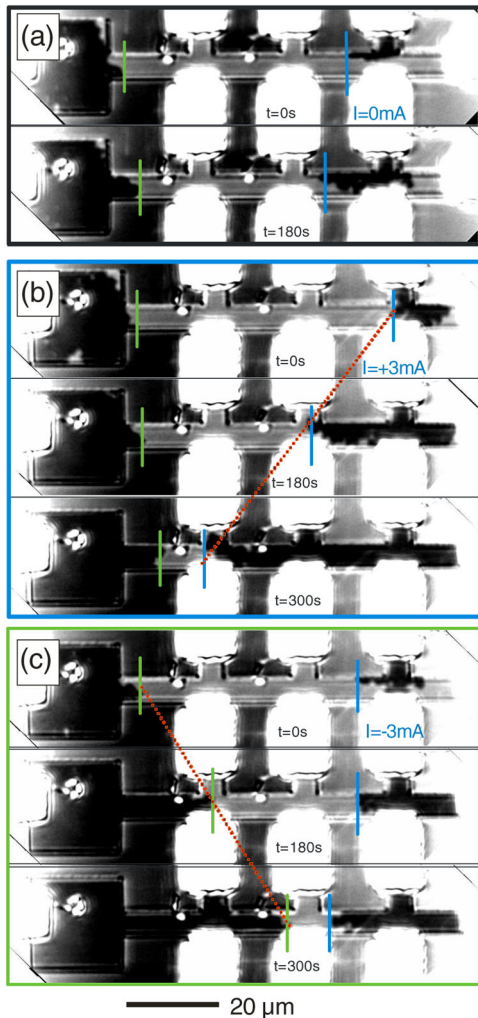 (a)
t=0s
I=0mA
t=180s
(b)
t=0s
I=+3mA
t=180s
t=300s
(c)
t=0s
I=-3mA
t=180s
t=300s
20 µm